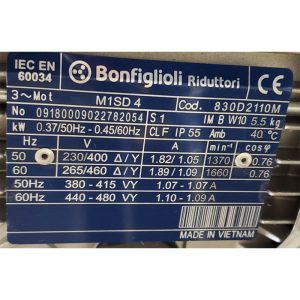 IEC EN
60034
Bonfiglioli Riduttori
CE
3~Mot M1SD 4 Cod. 830D2110M
No 09180009022782054 S1 IM B W10 5.5 kg
kW 0.37/50Hz - 0.45/60Hz CLF IP 55 Amb 40 °C
Hz V A min⁻¹ cosφ
50 230/400 Δ/Y 1.82/1.05 1370 0.76
60 265/460 Δ/Y 1.89/1.09 1660 0.76
50Hz 380 - 415 VY 1.07 - 1.07A
60Hz 440 - 480 VY 1.10 - 1.09A
MADE IN VIETNAM